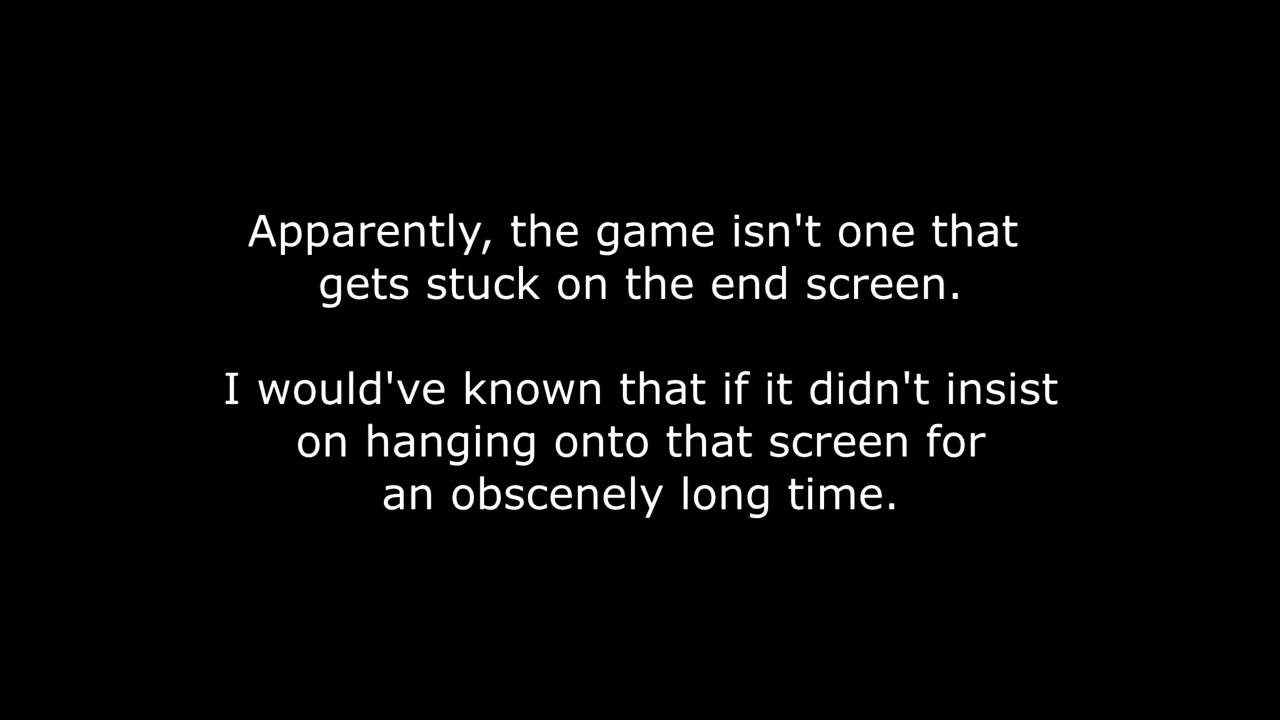 Apparently, the game isn't one that
gets stuck on the end screen.
I would've known that if it didn't insist
on hanging onto that screen for
an obscenely long time.